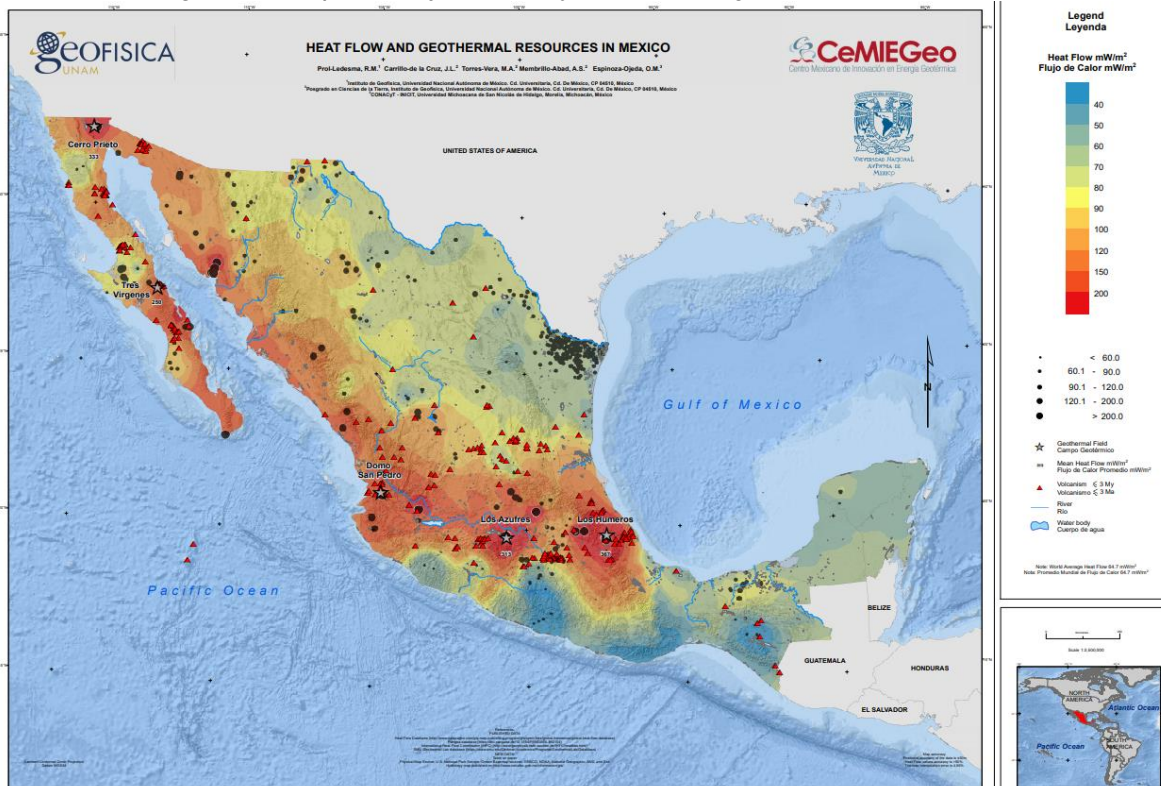 GEOFISICA
UNAM
HEAT FLOW AND GEOTHERMAL RESOURCES IN MEXICO
Prol-Ledesma, R.M.¹ Carrillo-de la Cruz, J.L.² Torres-Vera, M.A.² Membrillo-Abad, A.S.² Espinoza-Ojeda, O.M.³
¹Instituto de Geofísica, Universidad Nacional Autónoma de México. Cd. Universitaria, Cd. De México, CP 04510, México
²Posgrado en Ciencias de la Tierra, Instituto de Geofísica, Universidad Nacional Autónoma de México. Cd. Universitaria, Cd. De México, CP 04510, México
³CONACyT - INICIT, Universidad Michoacana de San Nicolás de Hidalgo, Morelia, Michoacán, México
CeMIEGeo
Centro Mexicano de Innovación en Energía Geotérmica
VNIVERSIDAD NACIONAL
AVTONOMA DE
MEXICO
UNITED STATES OF AMERICA
Cerro Prieto
333
Tres
Virgenes
250
Gulf of Mexico
Domo
San Pedro
Los Azufres
Los Humeros
Pacific Ocean
BELIZE
GUATEMALA
HONDURAS
EL SALVADOR
N
Legend
Leyenda
Heat Flow mW/m²
Flujo de Calor mW/m²
40
50
60
70
80
90
100
120
150
200
< 60.0
60.1 - 90.0
90.1 - 120.0
120.1 - 200.0
> 200.0
Geothermal Field
Campo Geotérmico
Mean Heat Flow mW/m²
Flujo de Calor Promedio mW/m²
Volcanism ≤ 3 My
Volcanismo ≤ 3 Ma
River
Río
Water body
Cuerpo de agua
Note: World Average Heat Flow 64.7 mW/m²
Note: Promedio Mundial de Flujo de Calor 64.7 mW/m²
NORTH
AMERICA
Atlantic Ocean
Pacific Ocean
SOUTH
AMERICA